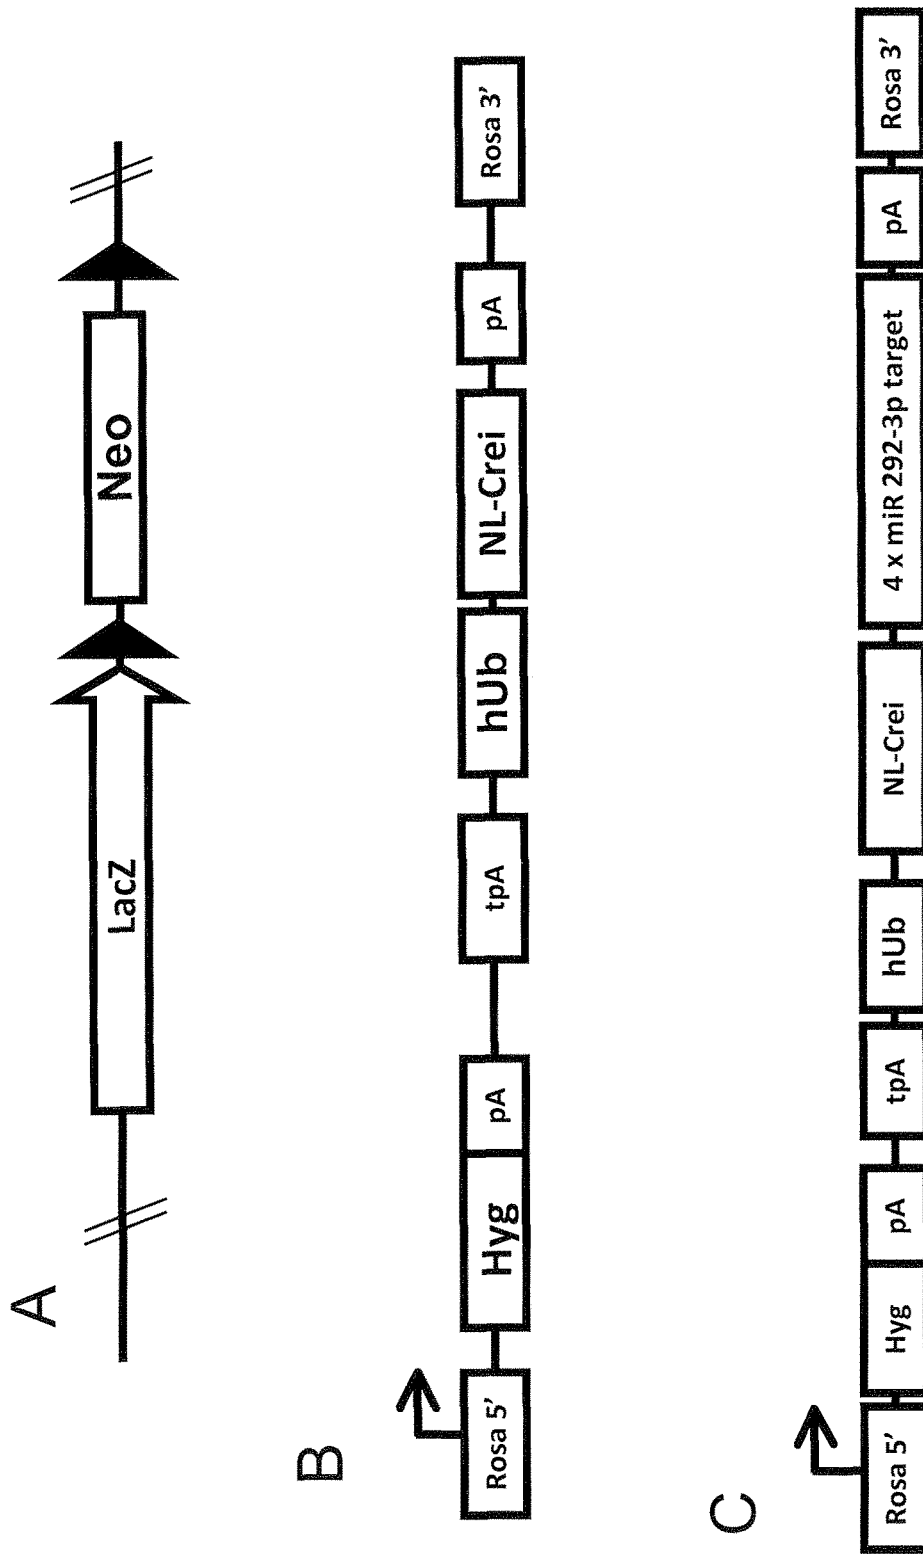 A
LacZ
Neo
B
Rosa 5'
Hyg
pA
tpA
hUb
NL-Crei
pA
Rosa 3'
C
Rosa 5'
Hyg
pA
tpA
hUb
NL-Crei
4 x miR 292-3p target
pA
Rosa 3'